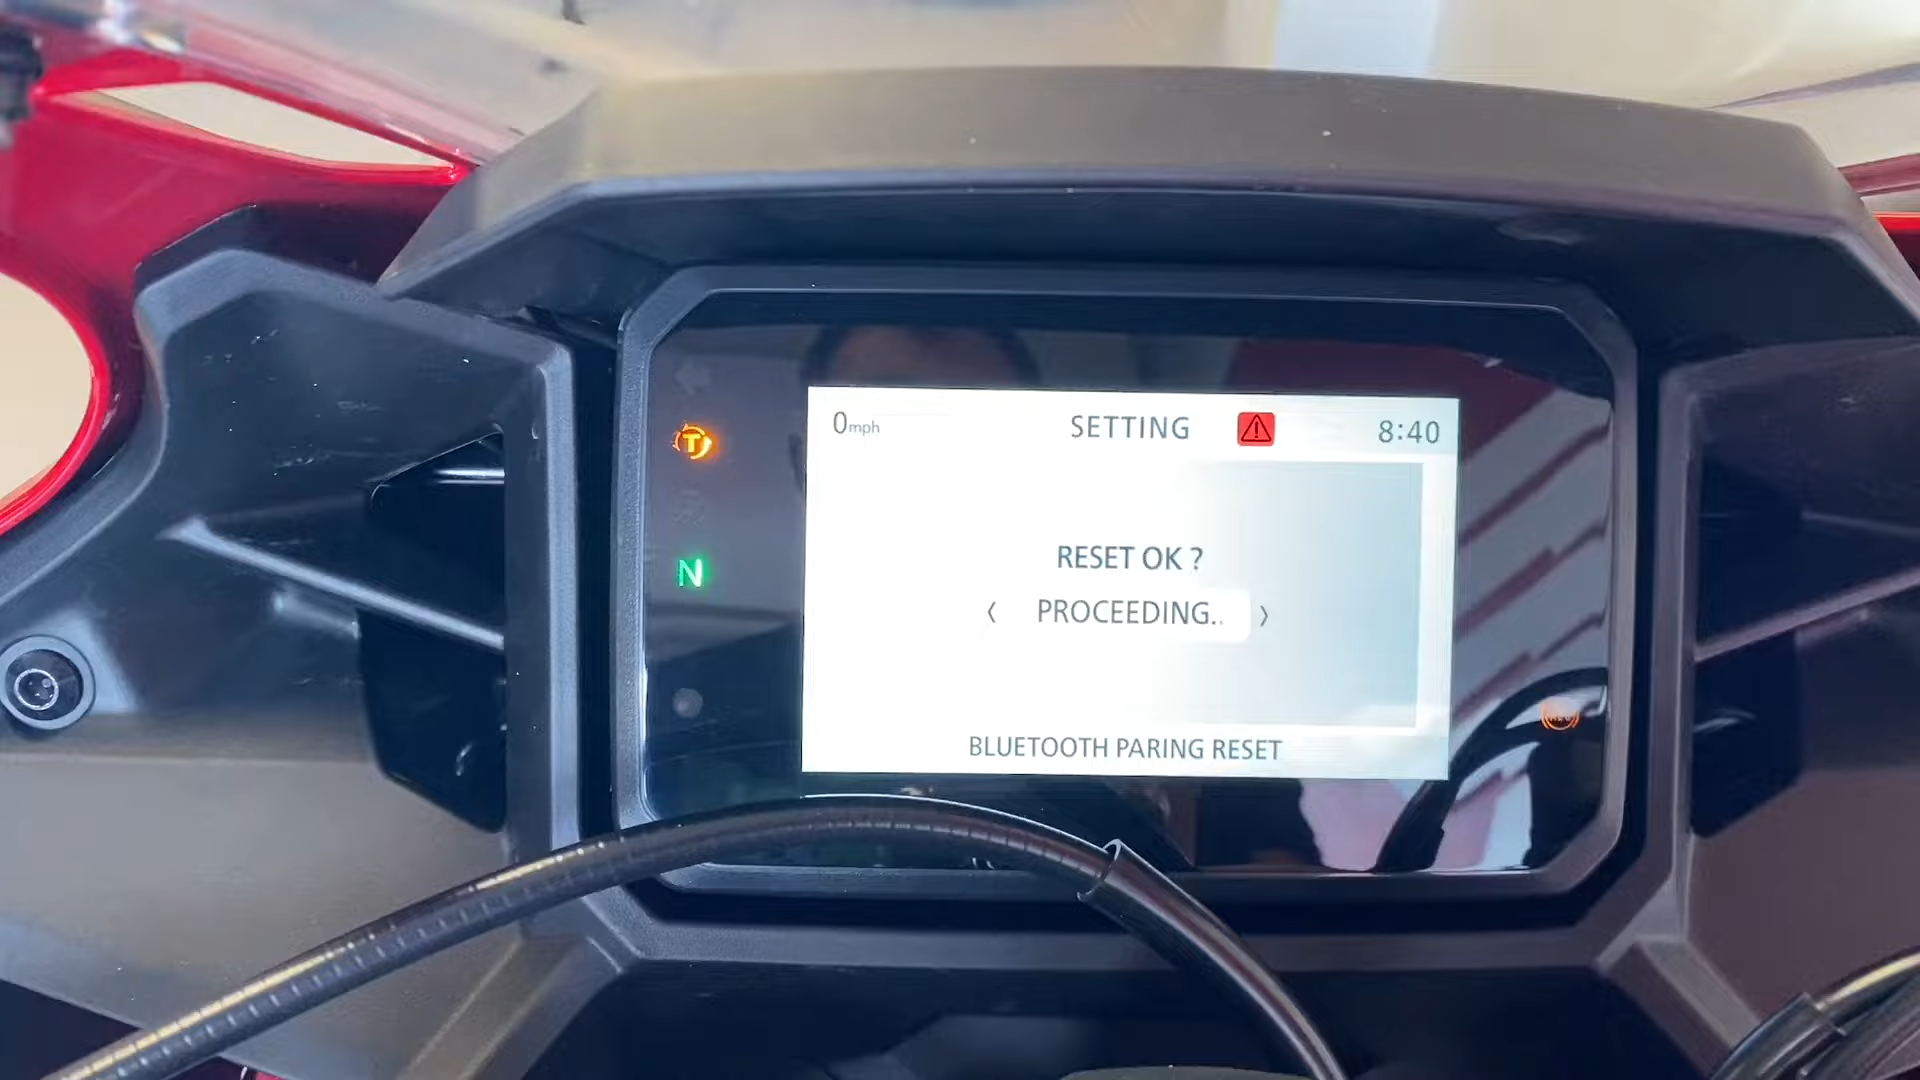 0mph SETTING 8:40
T
RESET OK ?
N
‹ PROCEEDING.. ›
BLUETOOTH PARING RESET